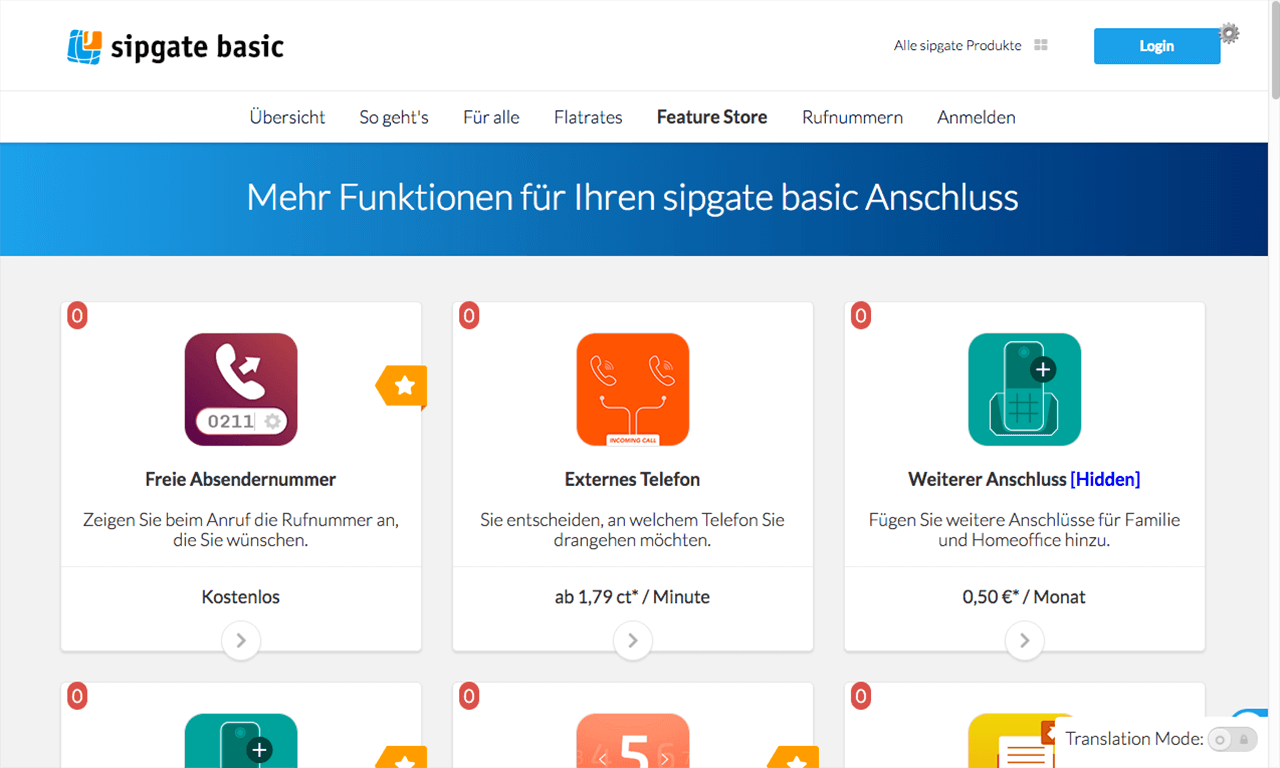 sipgate basic
Alle sipgate Produkte
Login
Übersicht
So geht's
Für alle
Flatrates
Feature Store
Rufnummern
Anmelden
Mehr Funktionen für Ihren sipgate basic Anschluss
0
0211
Freie Absendernummer
Zeigen Sie beim Anruf die Rufnummer an,
die Sie wünschen.
Kostenlos
0
INCOMING CALL
Externes Telefon
Sie entscheiden, an welchem Telefon Sie
drangehen möchten.
ab 1,79 ct* / Minute
0
Weiterer Anschluss [Hidden]
Fügen Sie weitere Anschlüsse für Familie
und Homeoffice hinzu.
0,50 €* / Monat
0
0
4 5 6
0
Translation Mode: